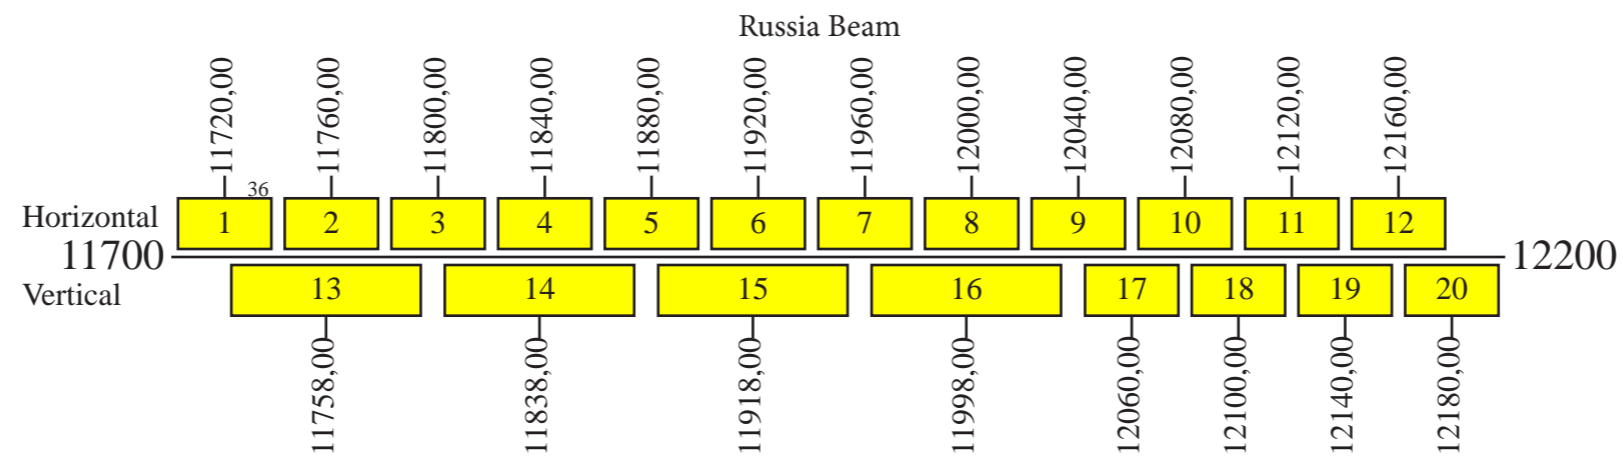 Russia Beam
11720,00 11760,00 11800,00 11840,00 11880,00 11920,00 11960,00 12000,00 12040,00 12080,00 12120,00 12160,00
36
Horizontal 1 2 3 4 5 6 7 8 9 10 11 12
11700 12200
Vertical 13 14 15 16 17 18 19 20
11758,00 11838,00 11918,00 11998,00 12060,00 12100,00 12140,00 12180,00